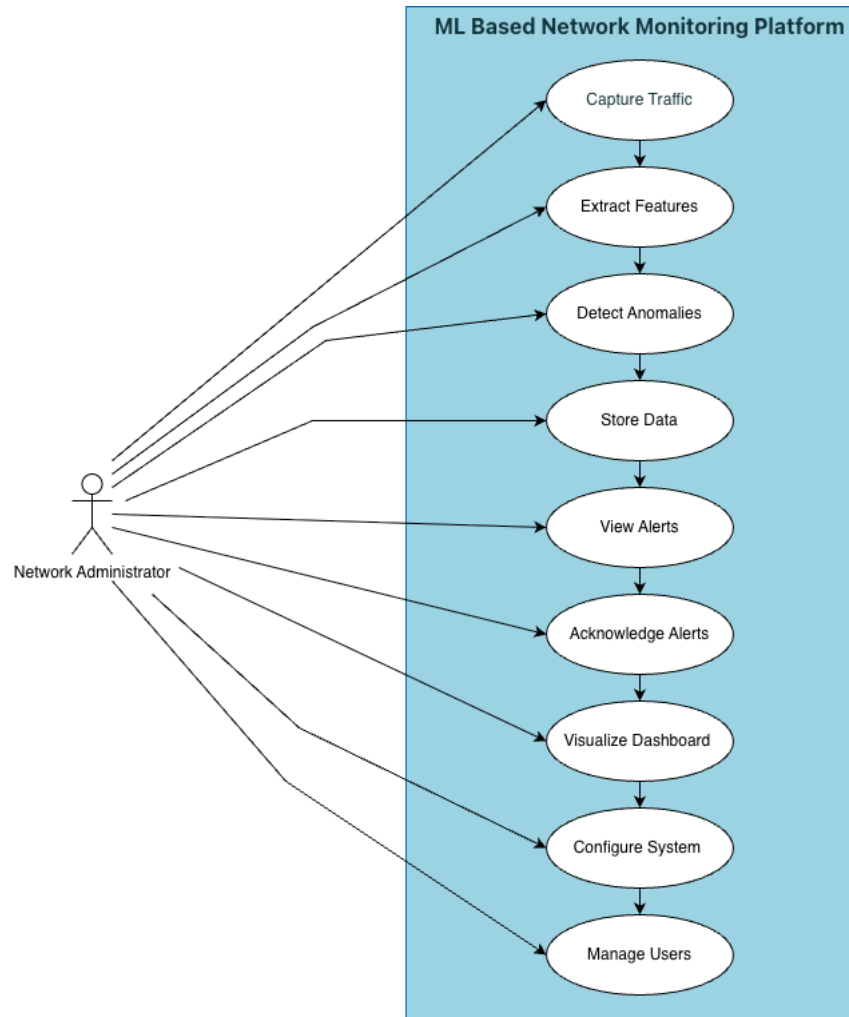 ML Based Network Monitoring Platform
Capture Traffic
Extract Features
Detect Anomalies
Store Data
View Alerts
Network Administrator
Acknowledge Alerts
Visualize Dashboard
Configure System
Manage Users